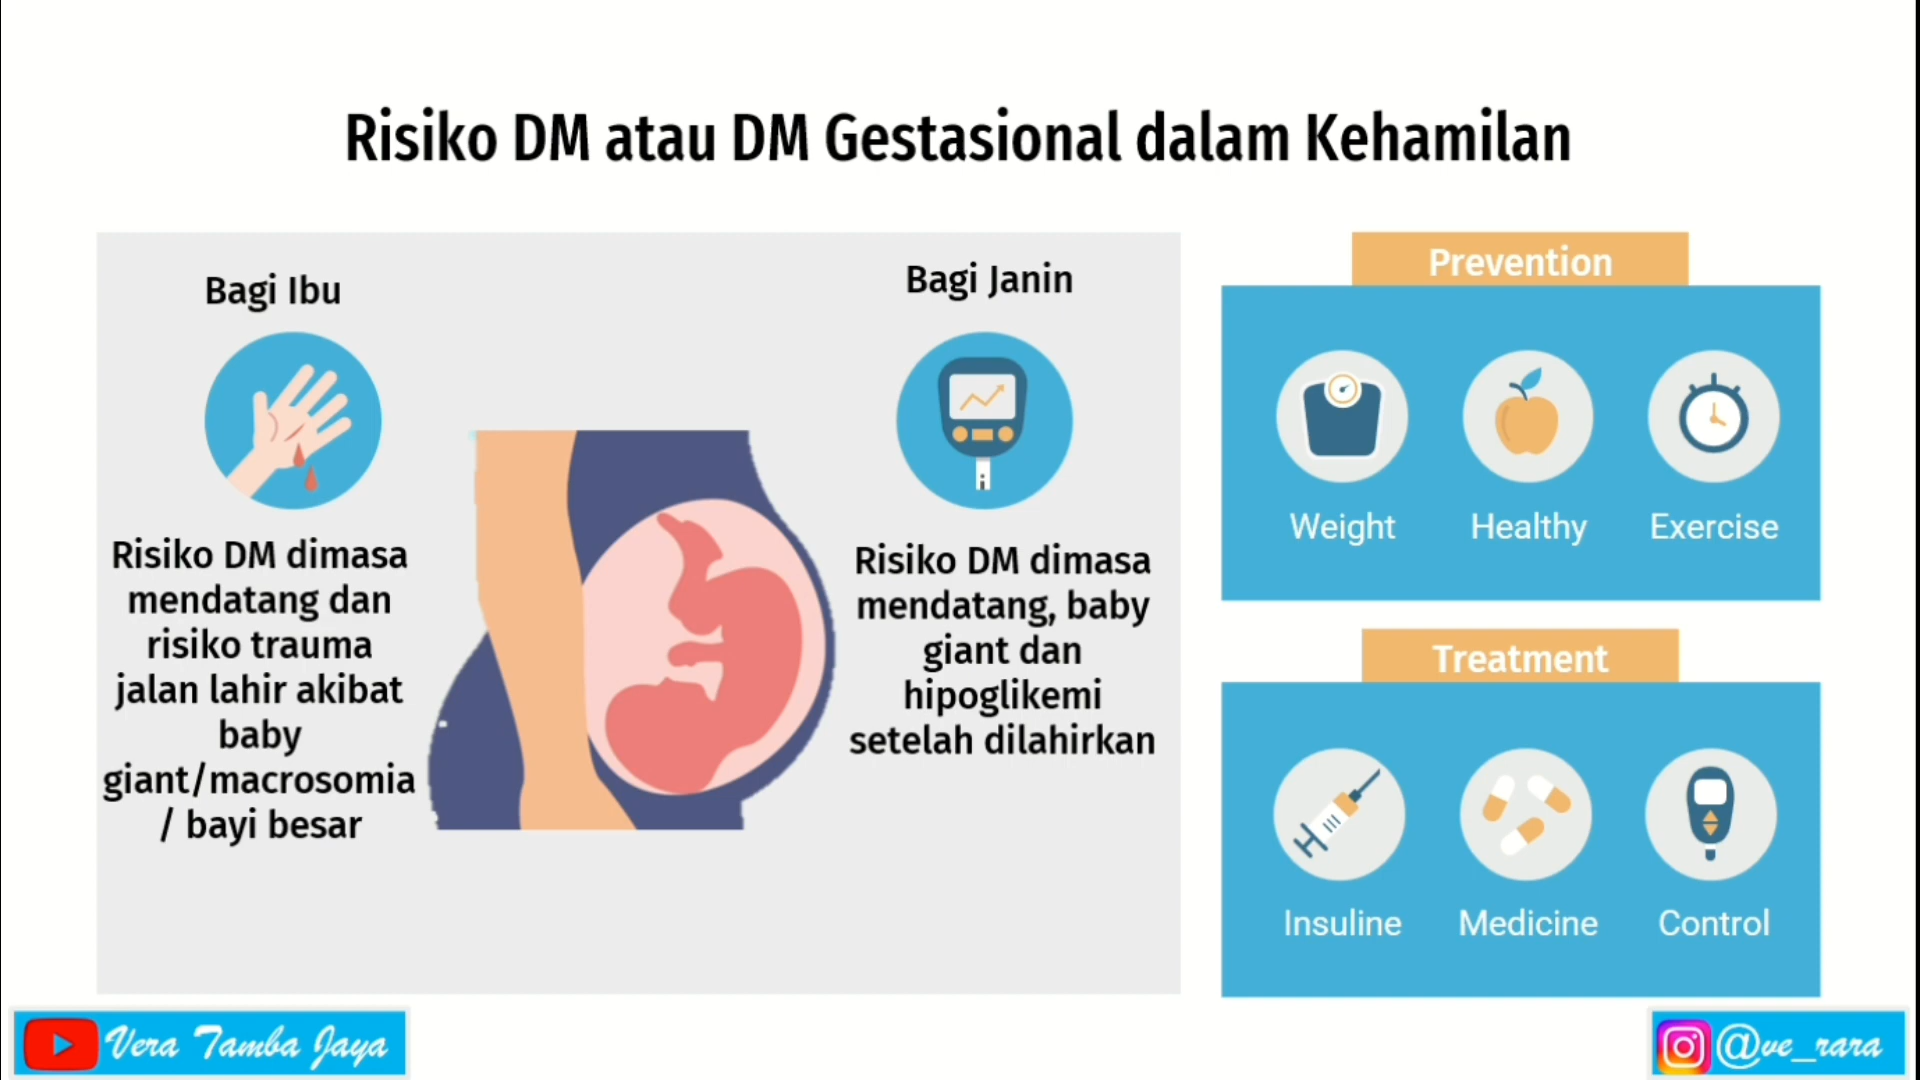 Risiko DM atau DM Gestasional dalam Kehamilan
Bagi Ibu
Risiko DM dimasa
mendatang dan
risiko trauma
jalan lahir akibat
baby
giant/macrosomia
/ bayi besar
Bagi Janin
Risiko DM dimasa
mendatang, baby
giant dan
hipoglikemi
setelah dilahirkan
Prevention
Weight
Healthy
Exercise
Treatment
Insuline
Medicine
Control
Vera Tamba Jaya
@ve_rara